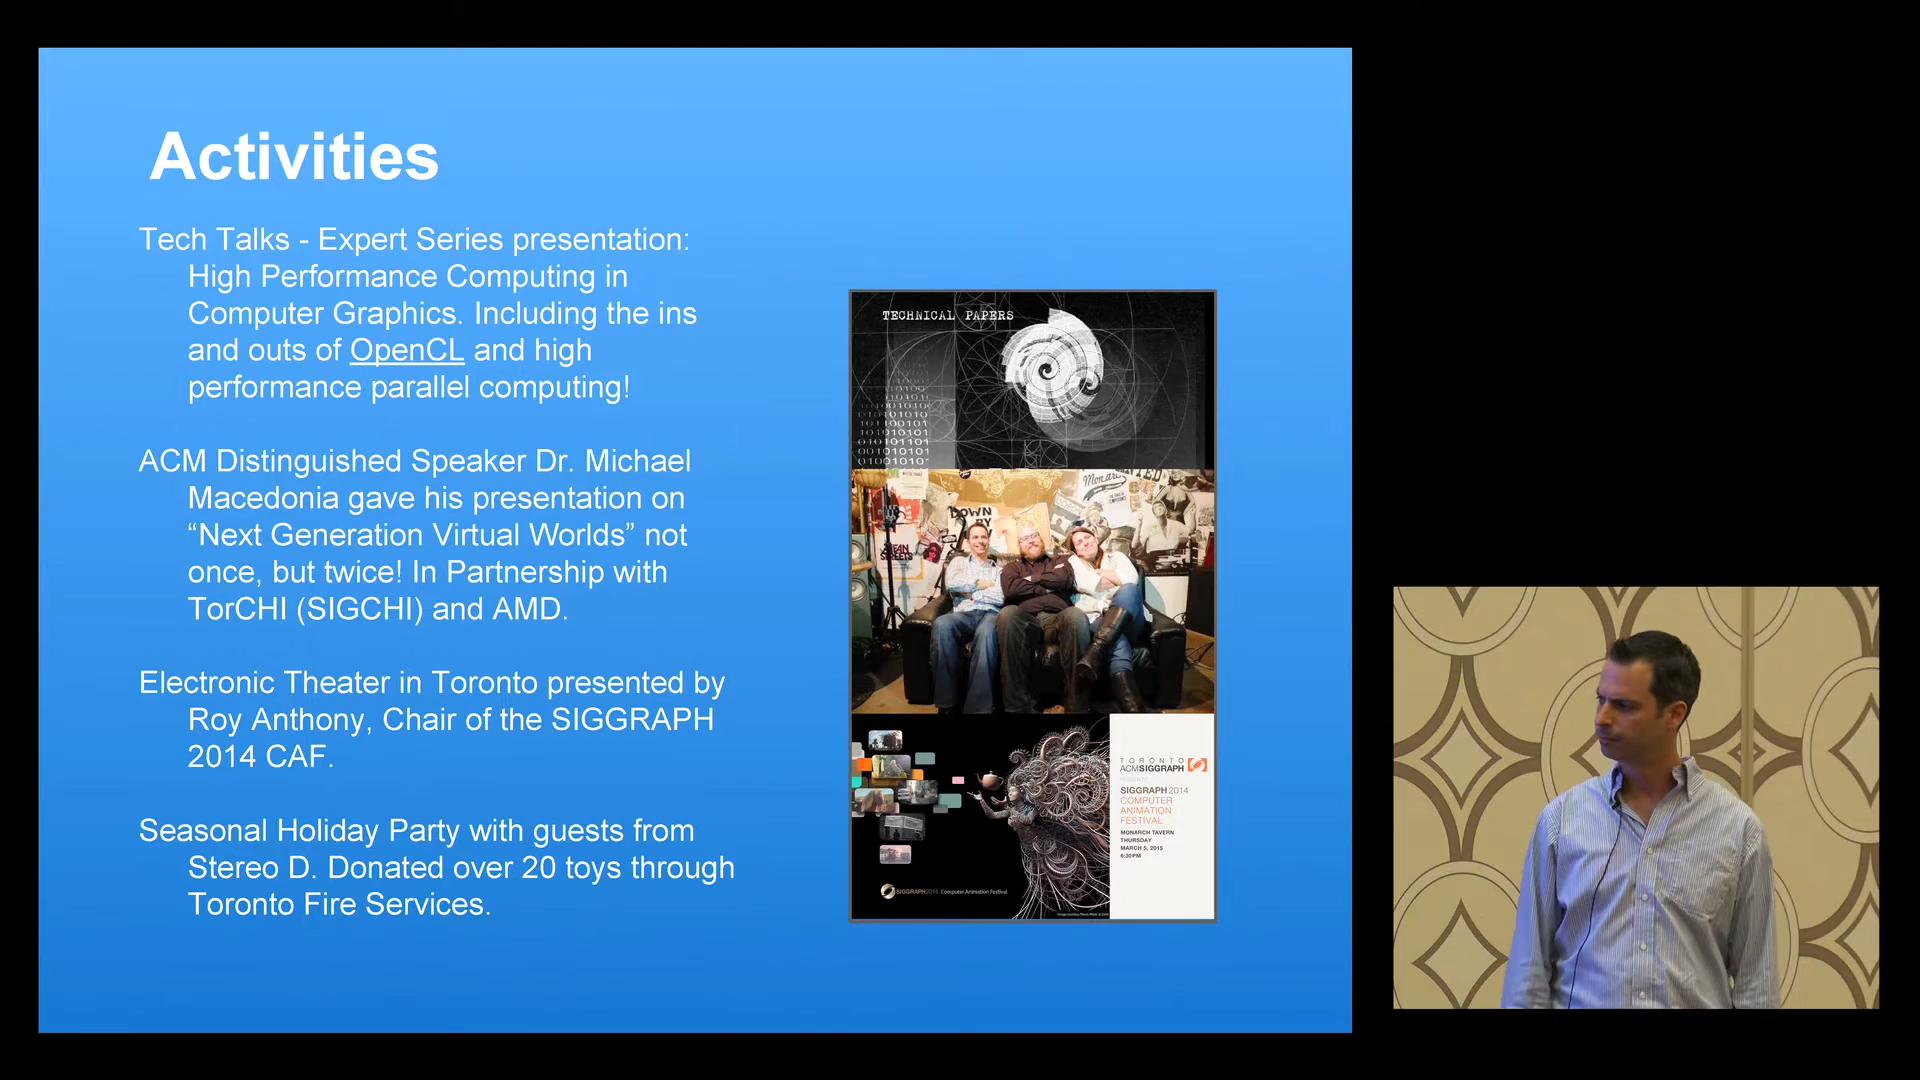 Activities
Tech Talks - Expert Series presentation:
High Performance Computing in
Computer Graphics. Including the ins
and outs of OpenCL and high
performance parallel computing!
ACM Distinguished Speaker Dr. Michael
Macedonia gave his presentation on
“Next Generation Virtual Worlds” not
once, but twice! In Partnership with
TorCHI (SIGCHI) and AMD.
Electronic Theater in Toronto presented by
Roy Anthony, Chair of the SIGGRAPH
2014 CAF.
Seasonal Holiday Party with guests from
Stereo D. Donated over 20 toys through
Toronto Fire Services.
TECHNICAL PAPERS
DOWN
BY
TORONTO
ACMSIGGRAPH
SIGGRAPH2014
COMPUTER
ANIMATION
FESTIVAL
MONARCH TAVERN
THURSDAY
MARCH 5, 2015
6:30PM
SIGGRAPH2014 Computer Animation Festival